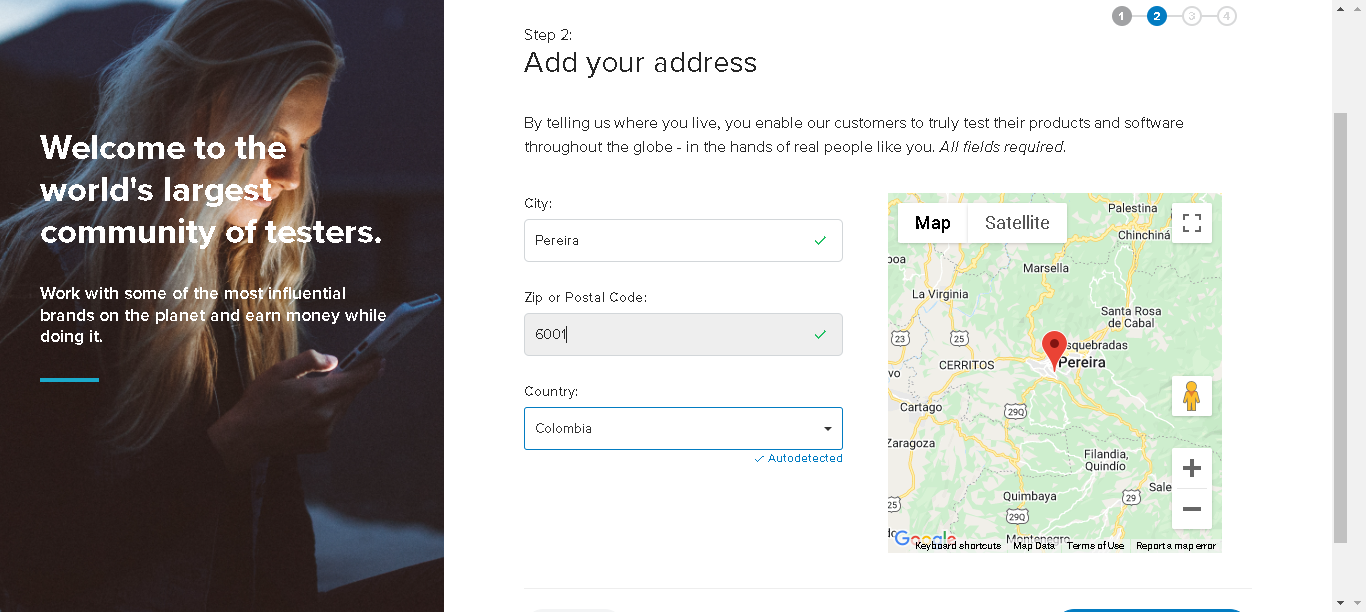 1 2 3 4
Step 2:
Add your address
Welcome to the
world's largest
community of testers.
Work with some of the most influential
brands on the planet and earn money while
doing it.
By telling us where you live, you enable our customers to truly test their products and software
throughout the globe - in the hands of real people like you. All fields required.
City:
Pereira
Zip or Postal Code:
6001
Country:
Colombia
Autodetected
Map Satellite
Palestina
Chinchiná
Marsella
La Virginia
Santa Rosa
de Cabal
23
25
squebradas
CERRITOS
Pereira
Cartago
29Q
Zaragoza
Filandia,
Quindío
Quimbaya
29
Sale
25
29Q
Montenegro
Google
Keyboard shortcuts Map Data Terms of Use Report a map error